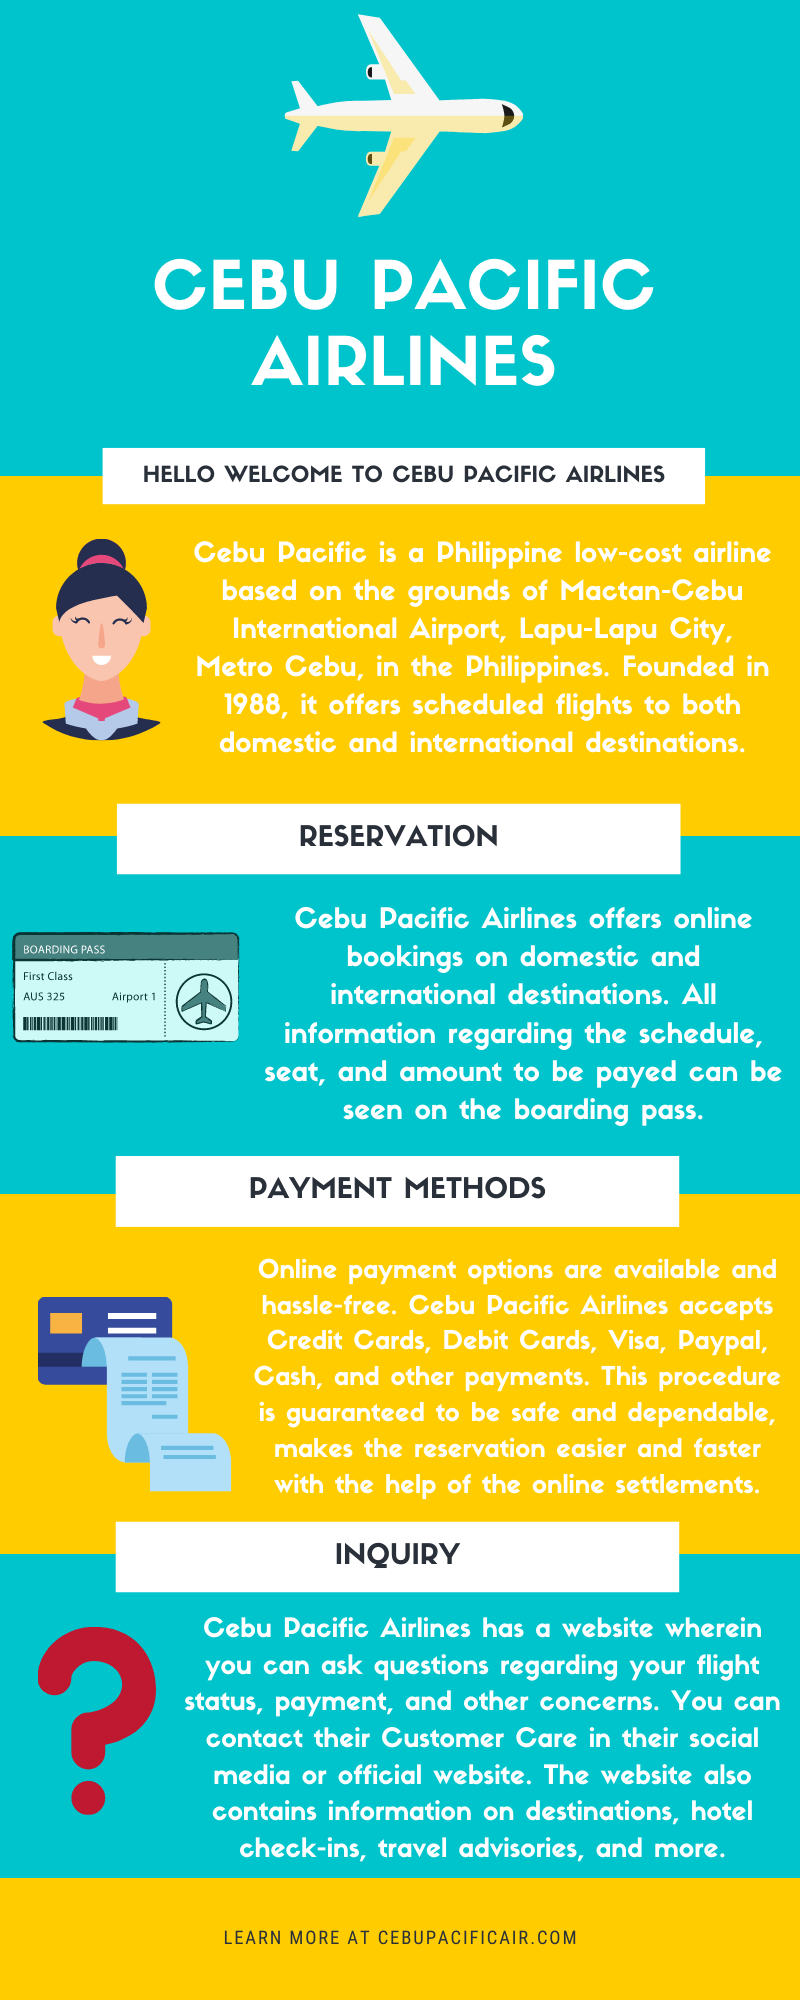 CEBU PACIFIC
AIRLINES
HELLO WELCOME TO CEBU PACIFIC AIRLINES
Cebu Pacific is a Philippine low-cost airline
based on the grounds of Mactan-Cebu
International Airport, Lapu-Lapu City,
Metro Cebu, in the Philippines. Founded in
1988, it offers scheduled flights to both
domestic and international destinations.
RESERVATION
BOARDING PASS
First Class
AUS 325 Airport 1
Cebu Pacific Airlines offers online
bookings on domestic and
international destinations. All
information regarding the schedule,
seat, and amount to be payed can be
seen on the boarding pass.
PAYMENT METHODS
Online payment options are available and
hassle-free. Cebu Pacific Airlines accepts
Credit Cards, Debit Cards, Visa, Paypal,
Cash, and other payments. This procedure
is guaranteed to be safe and dependable,
makes the reservation easier and faster
with the help of the online settlements.
INQUIRY
Cebu Pacific Airlines has a website wherein
you can ask questions regarding your flight
status, payment, and other concerns. You can
contact their Customer Care in their social
media or official website. The website also
contains information on destinations, hotel
check-ins, travel advisories, and more.
LEARN MORE AT CEBUPACIFICAIR.COM